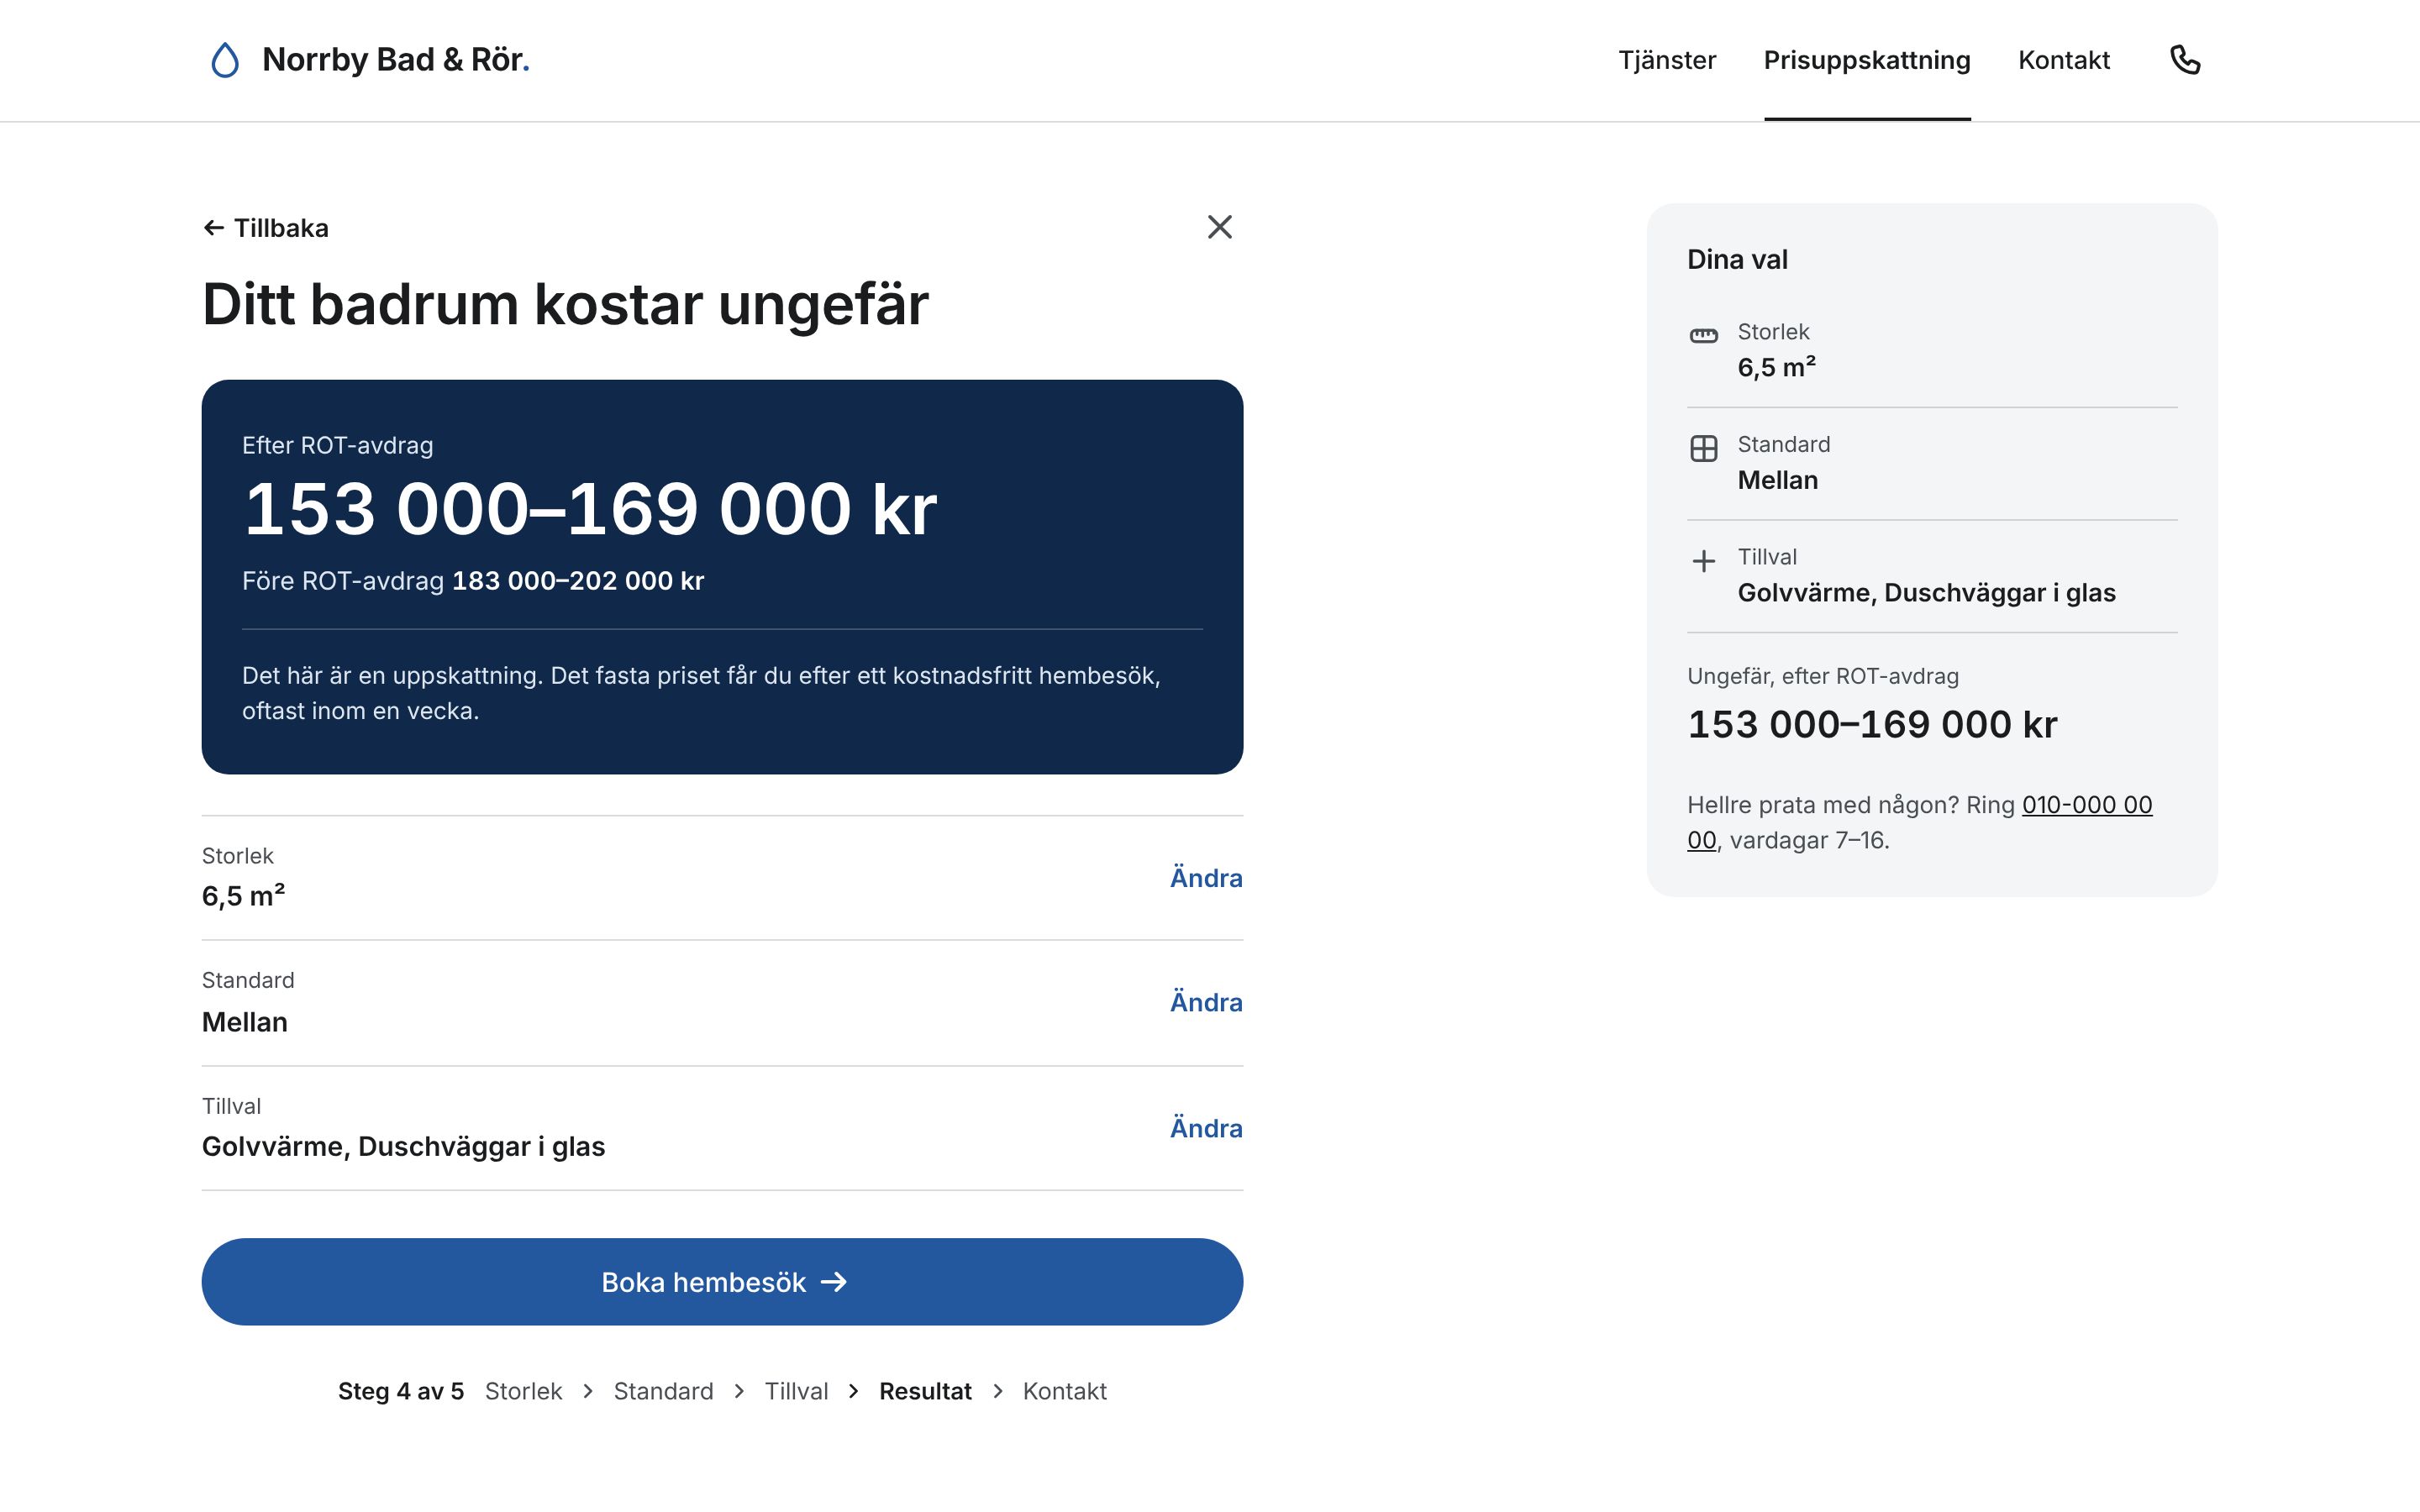 Norrby Bad & Rör.
Tjänster
Prisuppskattning
Kontakt
Tillbaka
Ditt badrum kostar ungefär
Efter ROT-avdrag
153 000–169 000 kr
Före ROT-avdrag 183 000–202 000 kr
Det här är en uppskattning. Det fasta priset får du efter ett kostnadsfritt hembesök,
oftast inom en vecka.
Storlek
6,5 m²
Ändra
Standard
Mellan
Ändra
Tillval
Golvvärme, Duschväggar i glas
Ändra
Boka hembesök
Steg 4 av 5 Storlek Standard Tillval Resultat Kontakt
Dina val
Storlek
6,5 m²
Standard
Mellan
Tillval
Golvvärme, Duschväggar i glas
Ungefär, efter ROT-avdrag
153 000–169 000 kr
Hellre prata med någon? Ring 010-000 00
00, vardagar 7–16.